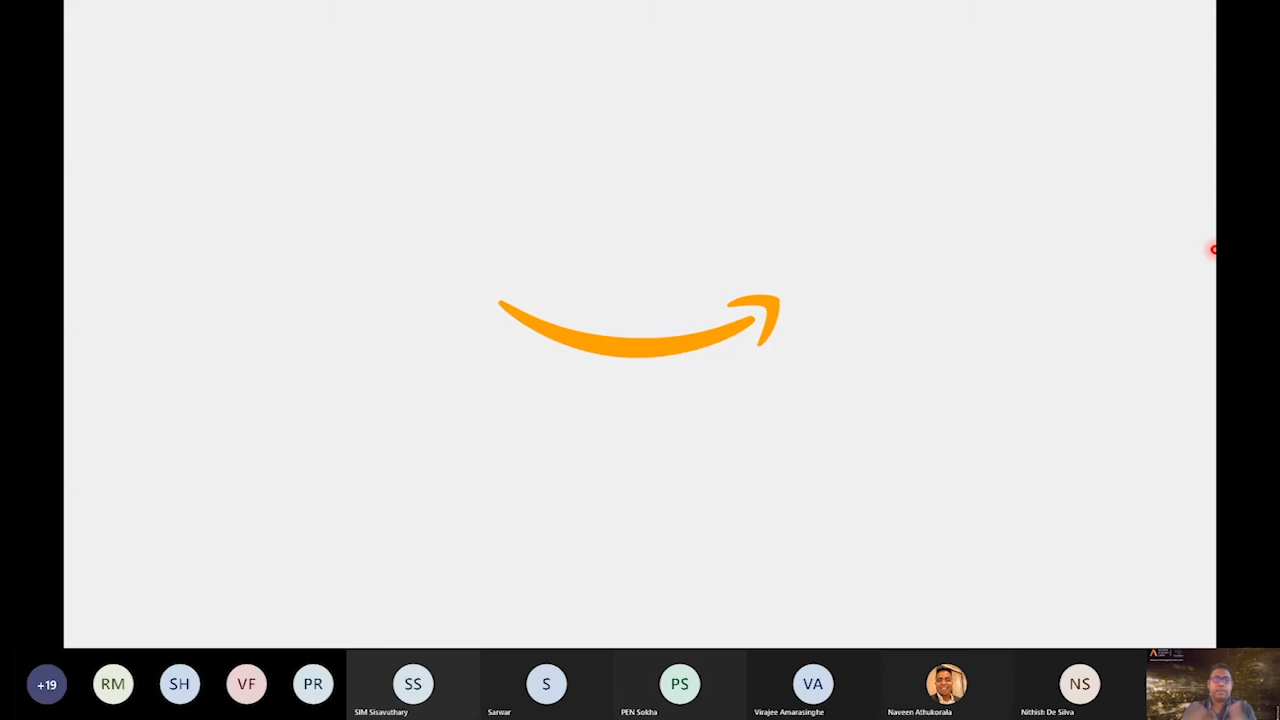 +19
RM
SH
VF
PR
SS
SIM Sisavuthary
S
Sarwar
PS
PEN Sokha
VA
Virajee Amarasinghe
Naveen Athukorala
NS
Nithish De Silva